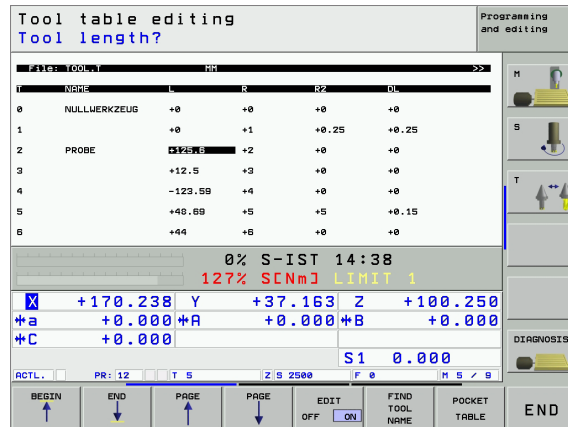 Tool table editing
Tool length?
Programming
and editing
File: TOOL.T MM >>
T NAME L R R2 DL
0 NULLWERKZEUG +0 +0 +0 +0
1 +0 +1 +0.25 +0.25
2 PROBE +125.6 +2 +0 +0
3 +12.5 +3 +0 +0
4 -123.59 +4 +0 +0
5 +48.69 +5 +5 +0.15
6 +44 +6 +0 +0
0% S-IST 14:38
127% S[Nm] LIMIT 1
X +170.238 Y +37.163 Z +100.250
a +0.000 A +0.000 B +0.000
C +0.000
S1 0.000
ACTL. PR: 12 T 5 Z S 2500 F 0 M 5 / 9
M
S
T
DIAGNOSIS
BEGIN
END
PAGE
PAGE
EDIT
OFF ON
FIND
TOOL
NAME
POCKET
TABLE
END